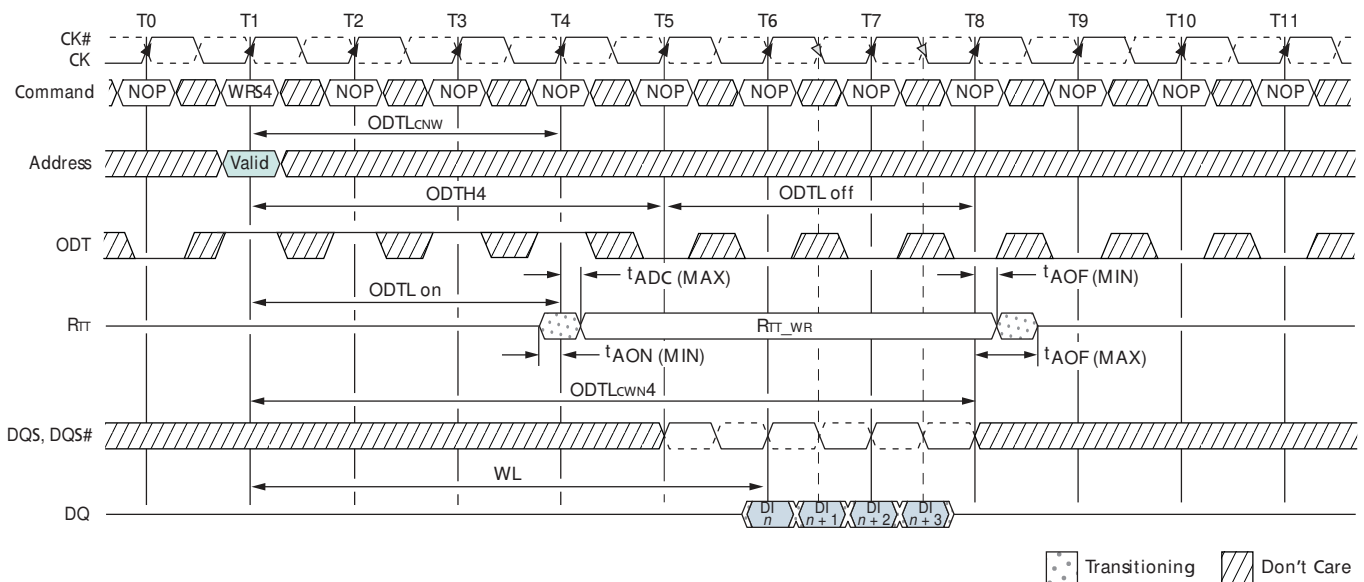 T0 T1 T2 T3 T4 T5 T6 T7 T8 T9 T10 T11
CK#
CK
Command NOP WRS4 NOP NOP NOP NOP NOP NOP NOP NOP NOP NOP
ODTLCNW
Address Valid
ODTH4 ODTL off
ODT
tADC (MAX) tAOF (MIN)
ODTL on
RTT RTT_WR
tAON (MIN) tAOF (MAX)
ODTLCWN4
DQS, DQS#
WL
DQ DI n DI n + 1 DI n + 2 DI n + 3
Transitioning Don't Care